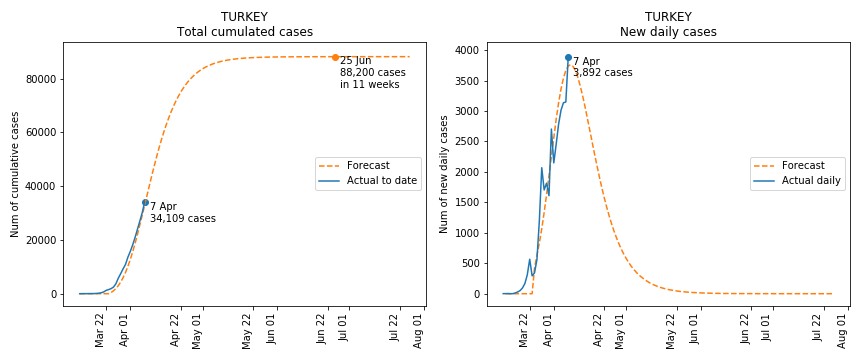 TURKEY
Total cumulated cases
Num of cumulative cases
80000
60000
40000
20000
0
25 Jun
88,200 cases
in 11 weeks
7 Apr
34,109 cases
Forecast
Actual to date
Mar 22
Apr 01
Apr 22
May 01
May 22
Jun 01
Jun 22
Jul 01
Jul 22
Aug 01
TURKEY
New daily cases
Num of new daily cases
4000
3500
3000
2500
2000
1500
1000
500
0
7 Apr
3,892 cases
Forecast
Actual daily
Mar 22
Apr 01
Apr 22
May 01
May 22
Jun 01
Jun 22
Jul 01
Jul 22
Aug 01